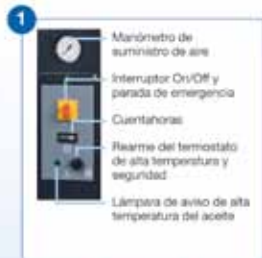 1
Manómetro de
suministro de aire
Interruptor On/Off y
parada de emergencia
Cuentahoras
Rearme del termostato
de alta temperatura y
seguridad
Lámpara de aviso de alta
temperatura del aceite